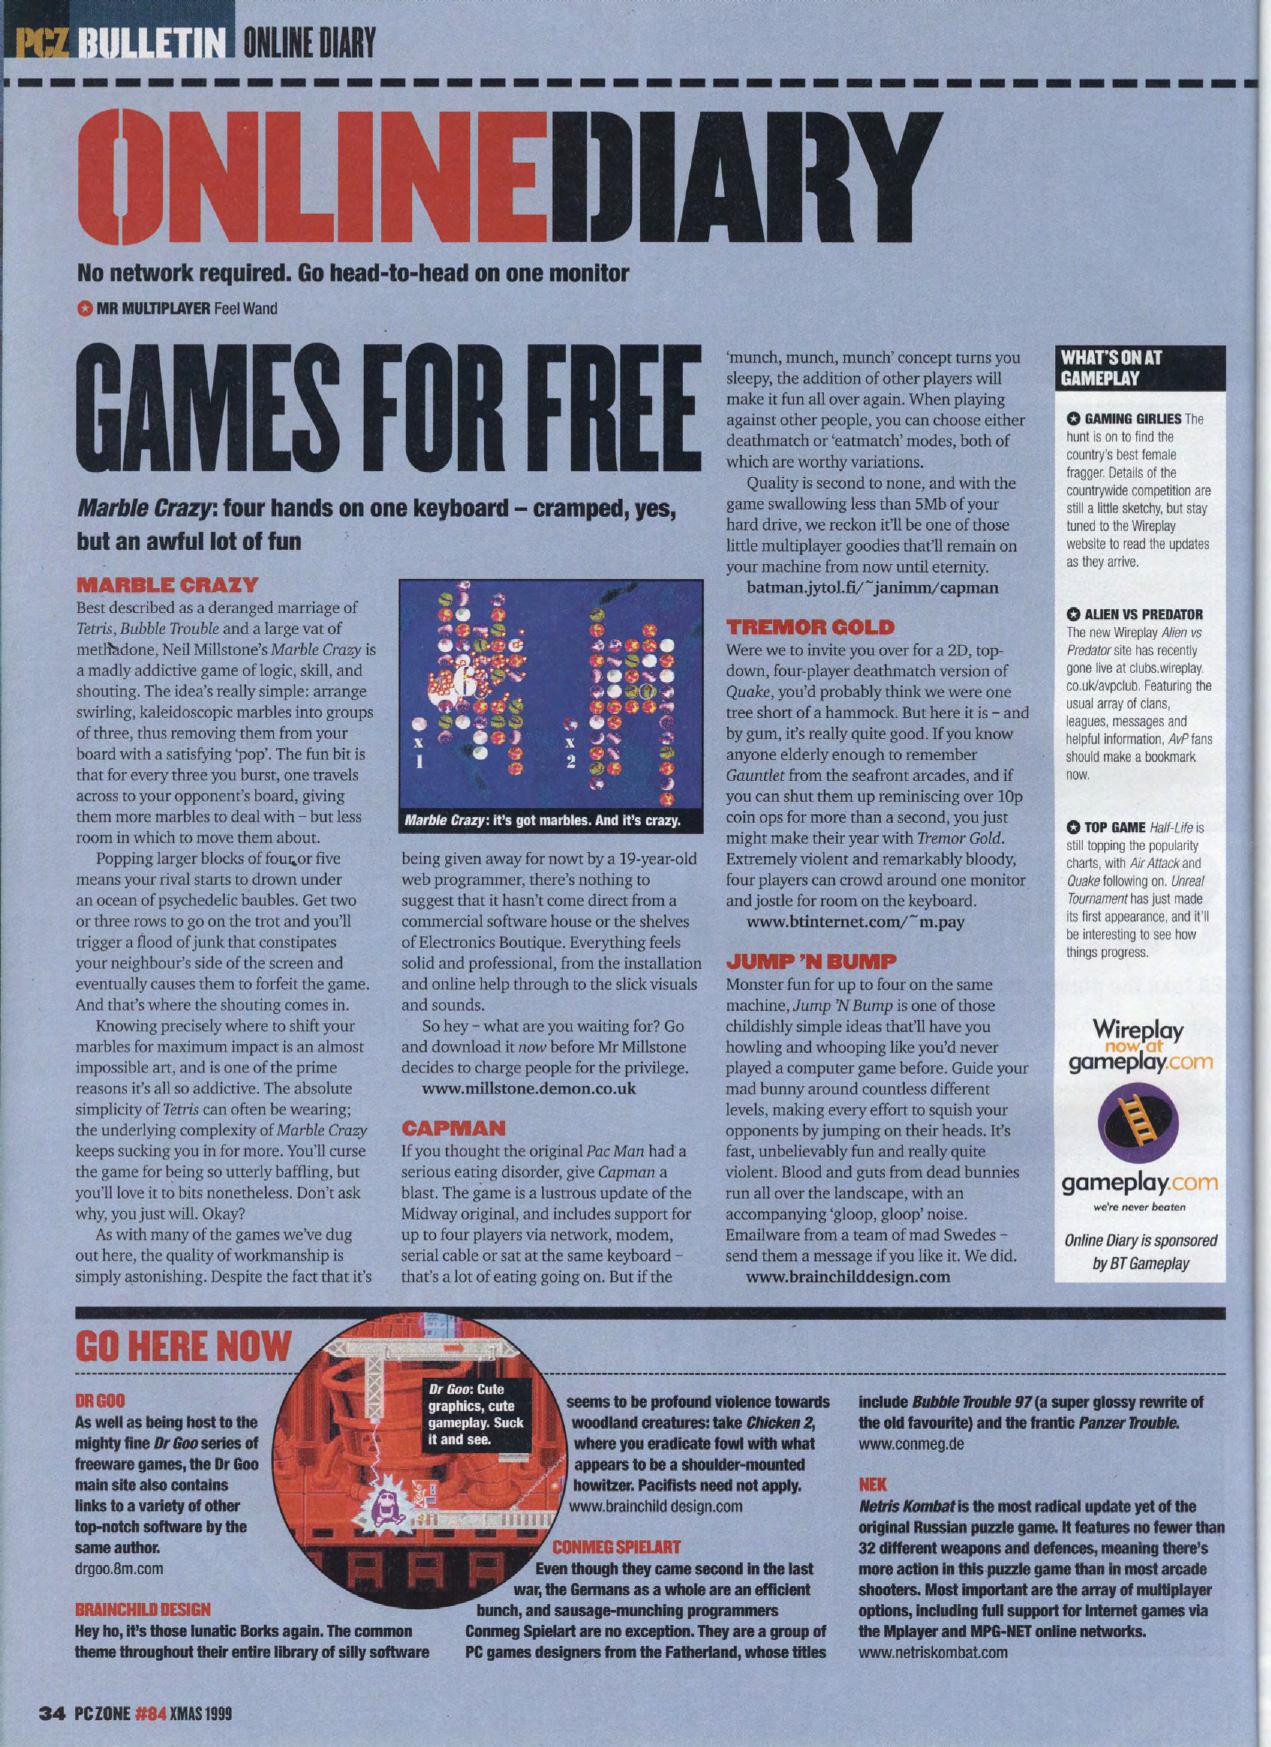 PCZ BULLETIN ONLINE DIARY
ONLINEDIARY
No network required. Go head-to-head on one monitor
MR MULTIPLAYER Feel Wand
GAMES FOR FREE
Marble Crazy: four hands on one keyboard – cramped, yes,
but an awful lot of fun
MARBLE CRAZY
Best described as a deranged marriage of
Tetris, Bubble Trouble and a large vat of
methadone, Neil Millstone's Marble Crazy is
a madly addictive game of logic, skill, and
shouting. The idea's really simple: arrange
swirling, kaleidoscopic marbles into groups
of three, thus removing them from your
board with a satisfying 'pop'. The fun bit is
that for every three you burst, one travels
across to your opponent's board, giving
them more marbles to deal with – but less
room in which to move them about.
Popping larger blocks of four or five
means your rival starts to drown under
an ocean of psychedelic baubles. Get two
or three rows to go on the trot and you'll
trigger a flood of junk that constipates
your neighbour's side of the screen and
eventually causes them to forfeit the game.
And that's where the shouting comes in.
Knowing precisely where to shift your
marbles for maximum impact is an almost
impossible art, and is one of the prime
reasons it's all so addictive. The absolute
simplicity of Tetris can often be wearing;
the underlying complexity of Marble Crazy
keeps sucking you in for more. You'll curse
the game for being so utterly baffling, but
you'll love it to bits nonetheless. Don't ask
why, you just will. Okay?
As with many of the games we've dug
out here, the quality of workmanship is
simply astonishing. Despite the fact that it's
6
x
1
x
2
Marble Crazy: it's got marbles. And it's crazy.
being given away for nowt by a 19-year-old
web programmer, there's nothing to
suggest that it hasn't come direct from a
commercial software house or the shelves
of Electronics Boutique. Everything feels
solid and professional, from the installation
and online help through to the slick visuals
and sounds.
So hey – what are you waiting for? Go
and download it now before Mr Millstone
decides to charge people for the privilege.
www.millstone.demon.co.uk
CAPMAN
If you thought the original Pac Man had a
serious eating disorder, give Capman a
blast. The game is a lustrous update of the
Midway original, and includes support for
up to four players via network, modem,
serial cable or sat at the same keyboard –
that's a lot of eating going on. But if the
'munch, munch, munch' concept turns you
sleepy, the addition of other players will
make it fun all over again. When playing
against other people, you can choose either
deathmatch or 'eatmatch' modes, both of
which are worthy variations.
Quality is second to none, and with the
game swallowing less than 5Mb of your
hard drive, we reckon it'll be one of those
little multiplayer goodies that'll remain on
your machine from now until eternity.
batman.jytol.fi/~janimm/capman
TREMOR GOLD
Were we to invite you over for a 2D, top-
down, four-player deathmatch version of
Quake, you'd probably think we were one
tree short of a hammock. But here it is – and
by gum, it's really quite good. If you know
anyone elderly enough to remember
Gauntlet from the seafront arcades, and if
you can shut them up reminiscing over 10p
coin ops for more than a second, you just
might make their year with Tremor Gold.
Extremely violent and remarkably bloody,
four players can crowd around one monitor
and jostle for room on the keyboard.
www.btinternet.com/~m.pay
JUMP 'N BUMP
Monster fun for up to four on the same
machine, Jump 'N Bump is one of those
childishly simple ideas that'll have you
howling and whooping like you'd never
played a computer game before. Guide your
mad bunny around countless different
levels, making every effort to squish your
opponents by jumping on their heads. It's
fast, unbelievably fun and really quite
violent. Blood and guts from dead bunnies
run all over the landscape, with an
accompanying 'gloop, gloop' noise.
Emailware from a team of mad Swedes –
send them a message if you like it. We did.
www.brainchilddesign.com
WHAT'S ON AT
GAMEPLAY
GAMING GIRLIES The
hunt is on to find the
country's best female
fragger. Details of the
countrywide competition are
still a little sketchy, but stay
tuned to the Wireplay
website to read the updates
as they arrive.
ALIEN VS PREDATOR
The new Wireplay Alien vs
Predator site has recently
gone live at clubs.wireplay.
co.uk/avpclub. Featuring the
usual array of clans,
leagues, messages and
helpful information, AvP fans
should make a bookmark
now.
TOP GAME Half-Life is
still topping the popularity
charts, with Air Attack and
Quake following on. Unreal
Tournament has just made
its first appearance, and it'll
be interesting to see how
things progress.
Wireplay
now at
gameplay.com
gameplay.com
we're never beaten
Online Diary is sponsored
by BT Gameplay
GO HERE NOW
DR GOO
As well as being host to the
mighty fine Dr Goo series of
freeware games, the Dr Goo
main site also contains
links to a variety of other
top-notch software by the
same author.
drgoo.8m.com
BRAINCHILD DESIGN
Hey ho, it's those lunatic Borks again. The common
theme throughout their entire library of silly software
Dr Goo: Cute
graphics, cute
gameplay. Suck
it and see.
seems to be profound violence towards
woodland creatures: take Chicken 2,
where you eradicate fowl with what
appears to be a shoulder-mounted
howitzer. Pacifists need not apply.
www.brainchild design.com
CONMEG SPIELART
Even though they came second in the last
war, the Germans as a whole are an efficient
bunch, and sausage-munching programmers
Conmeg Spielart are no exception. They are a group of
PC games designers from the Fatherland, whose titles
include Bubble Trouble 97 (a super glossy rewrite of
the old favourite) and the frantic Panzer Trouble.
www.conmeg.de
NEK
Netris Kombat is the most radical update yet of the
original Russian puzzle game. It features no fewer than
32 different weapons and defences, meaning there's
more action in this puzzle game than in most arcade
shooters. Most important are the array of multiplayer
options, including full support for Internet games via
the Mplayer and MPG-NET online networks.
www.netriskombat.com
34 PC ZONE #84 XMAS 1999